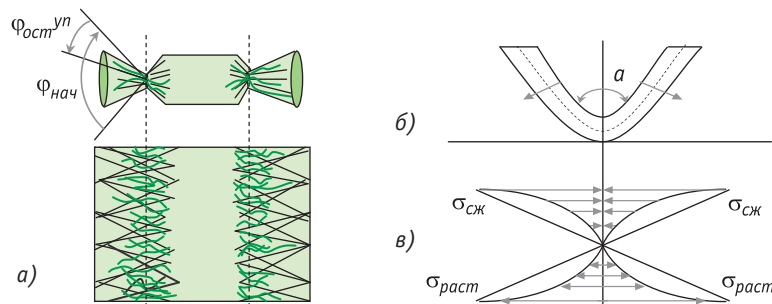 φост уп
φнач
а)
б)
a
в)
σсж
σсж
σраст
σраст